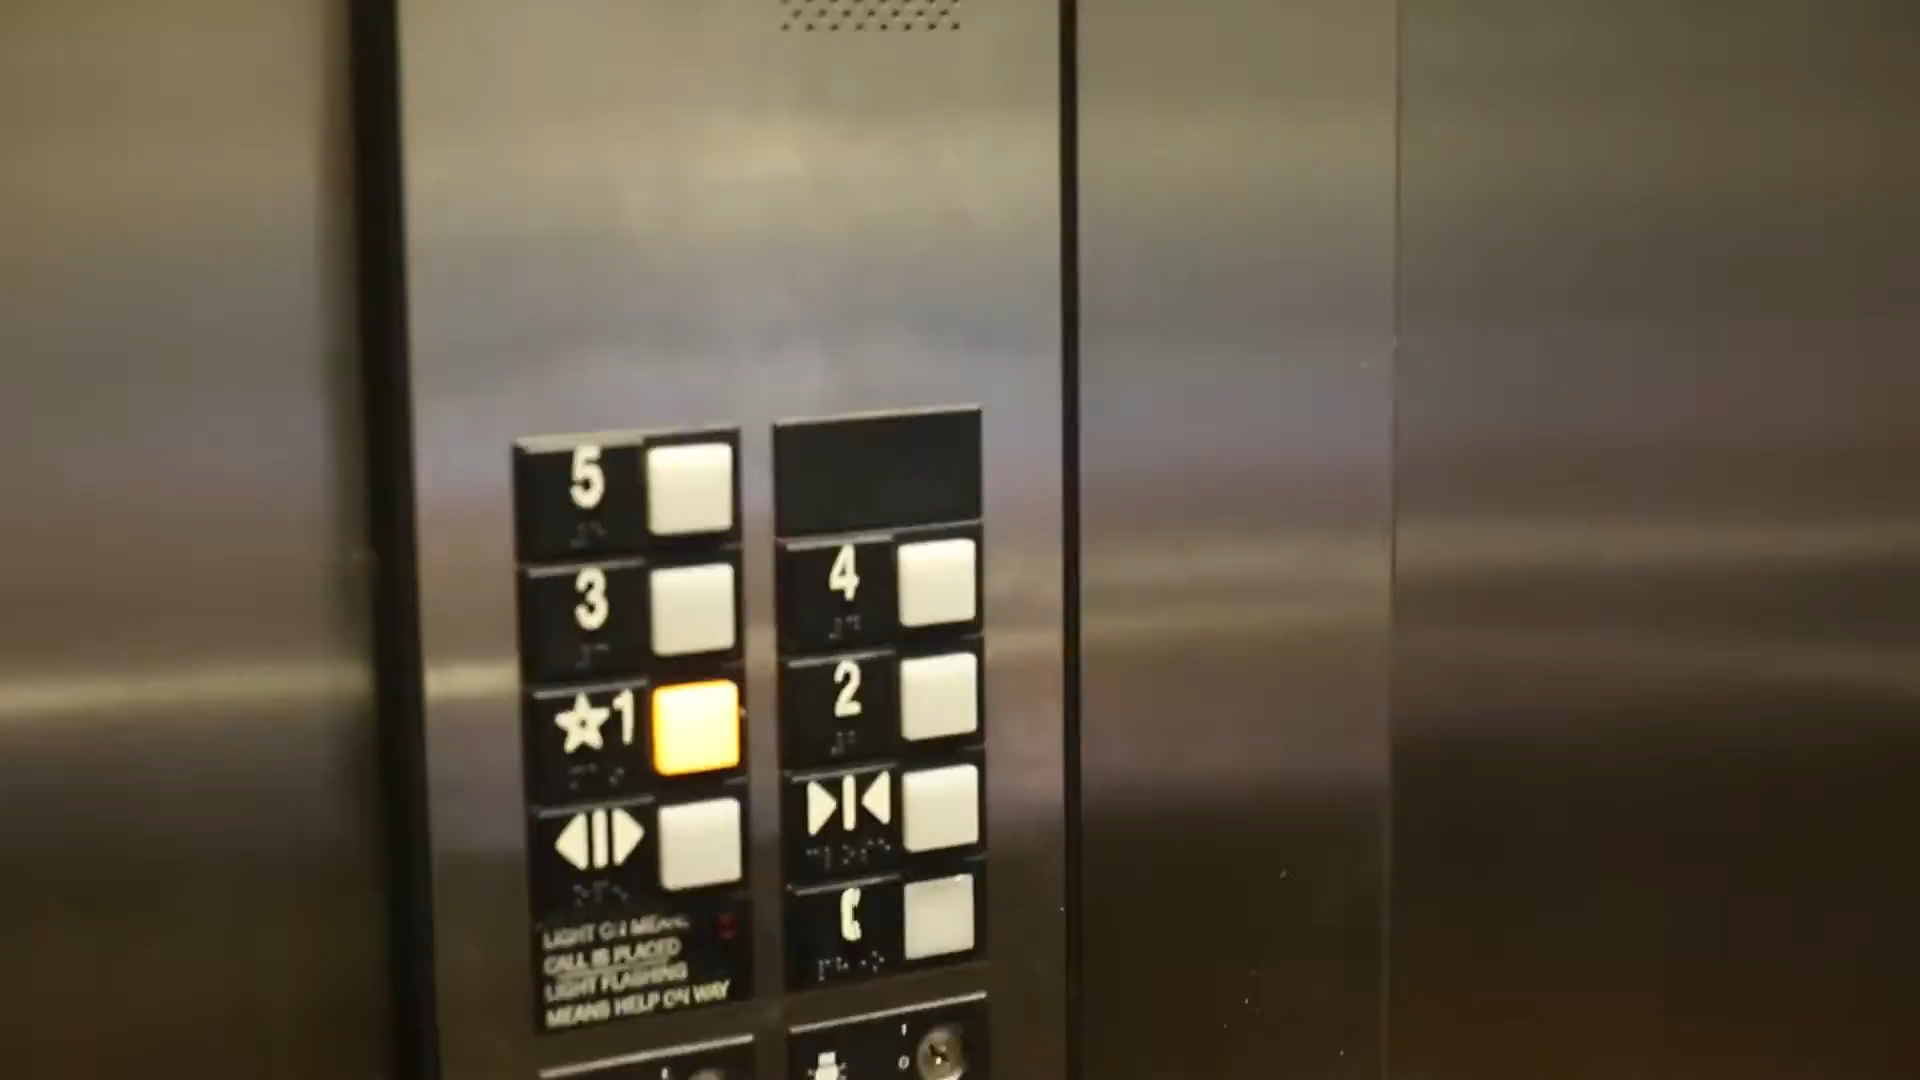 5
4
3
2
☆1
LIGHT ON MEANS
CALL IS PLACED
LIGHT FLASHING
MEANS HELP ON WAY
I
O